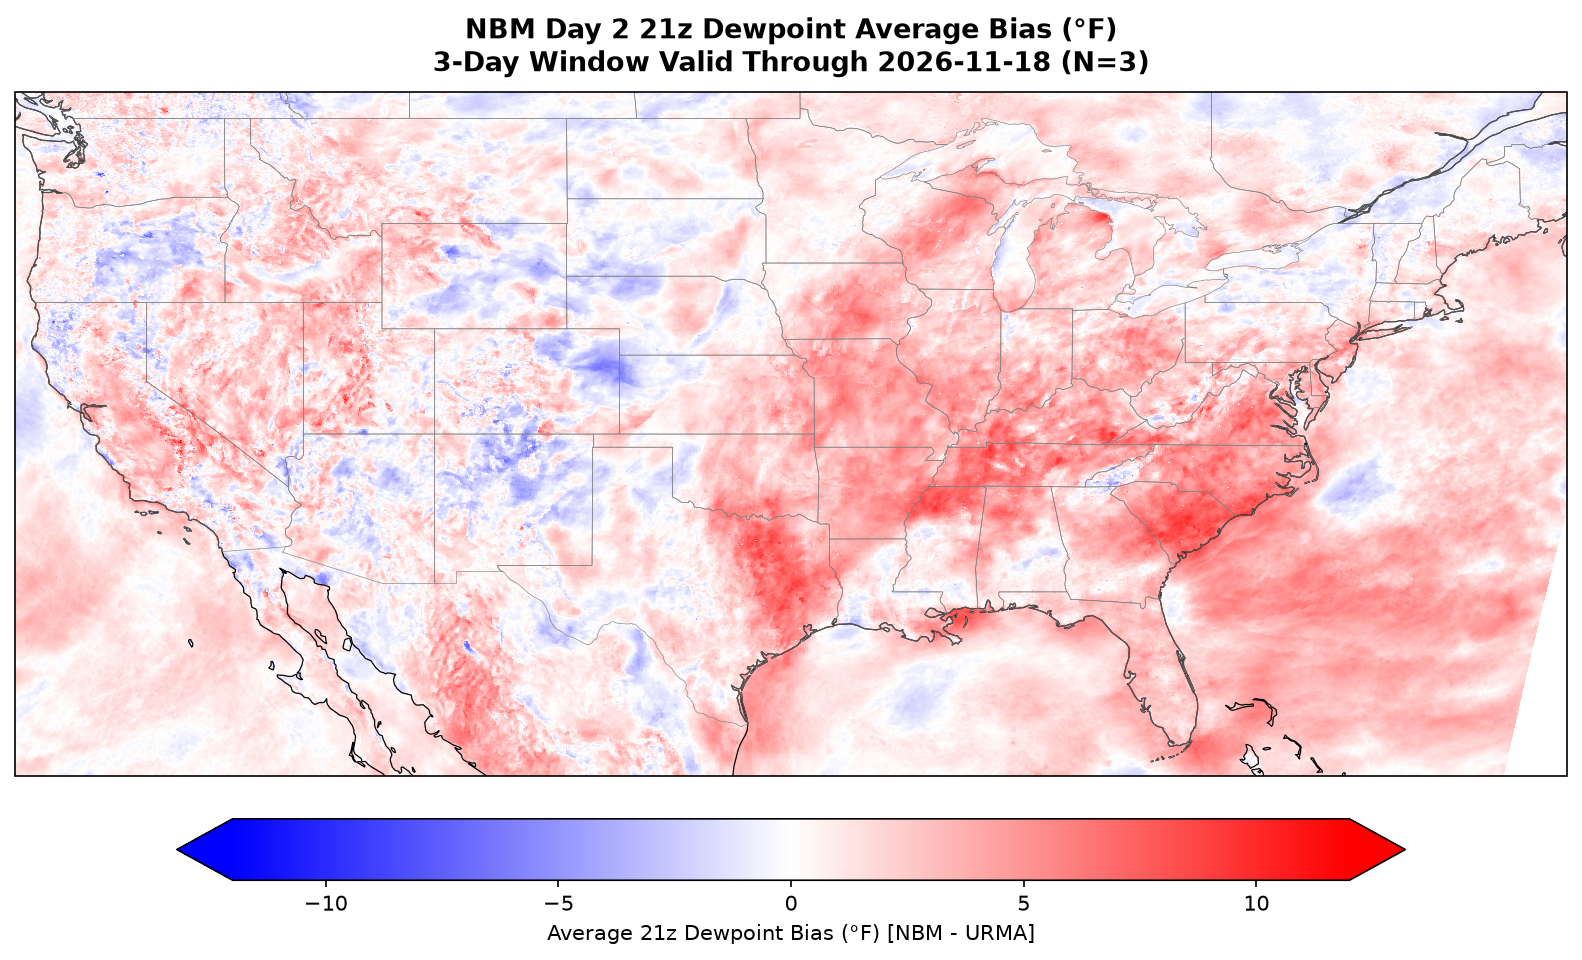 NBM Day 2 21z Dewpoint Average Bias (°F)
3-Day Window Valid Through 2026-11-18 (N=3)
−10 −5 0 5 10
Average 21z Dewpoint Bias (°F) [NBM - URMA]